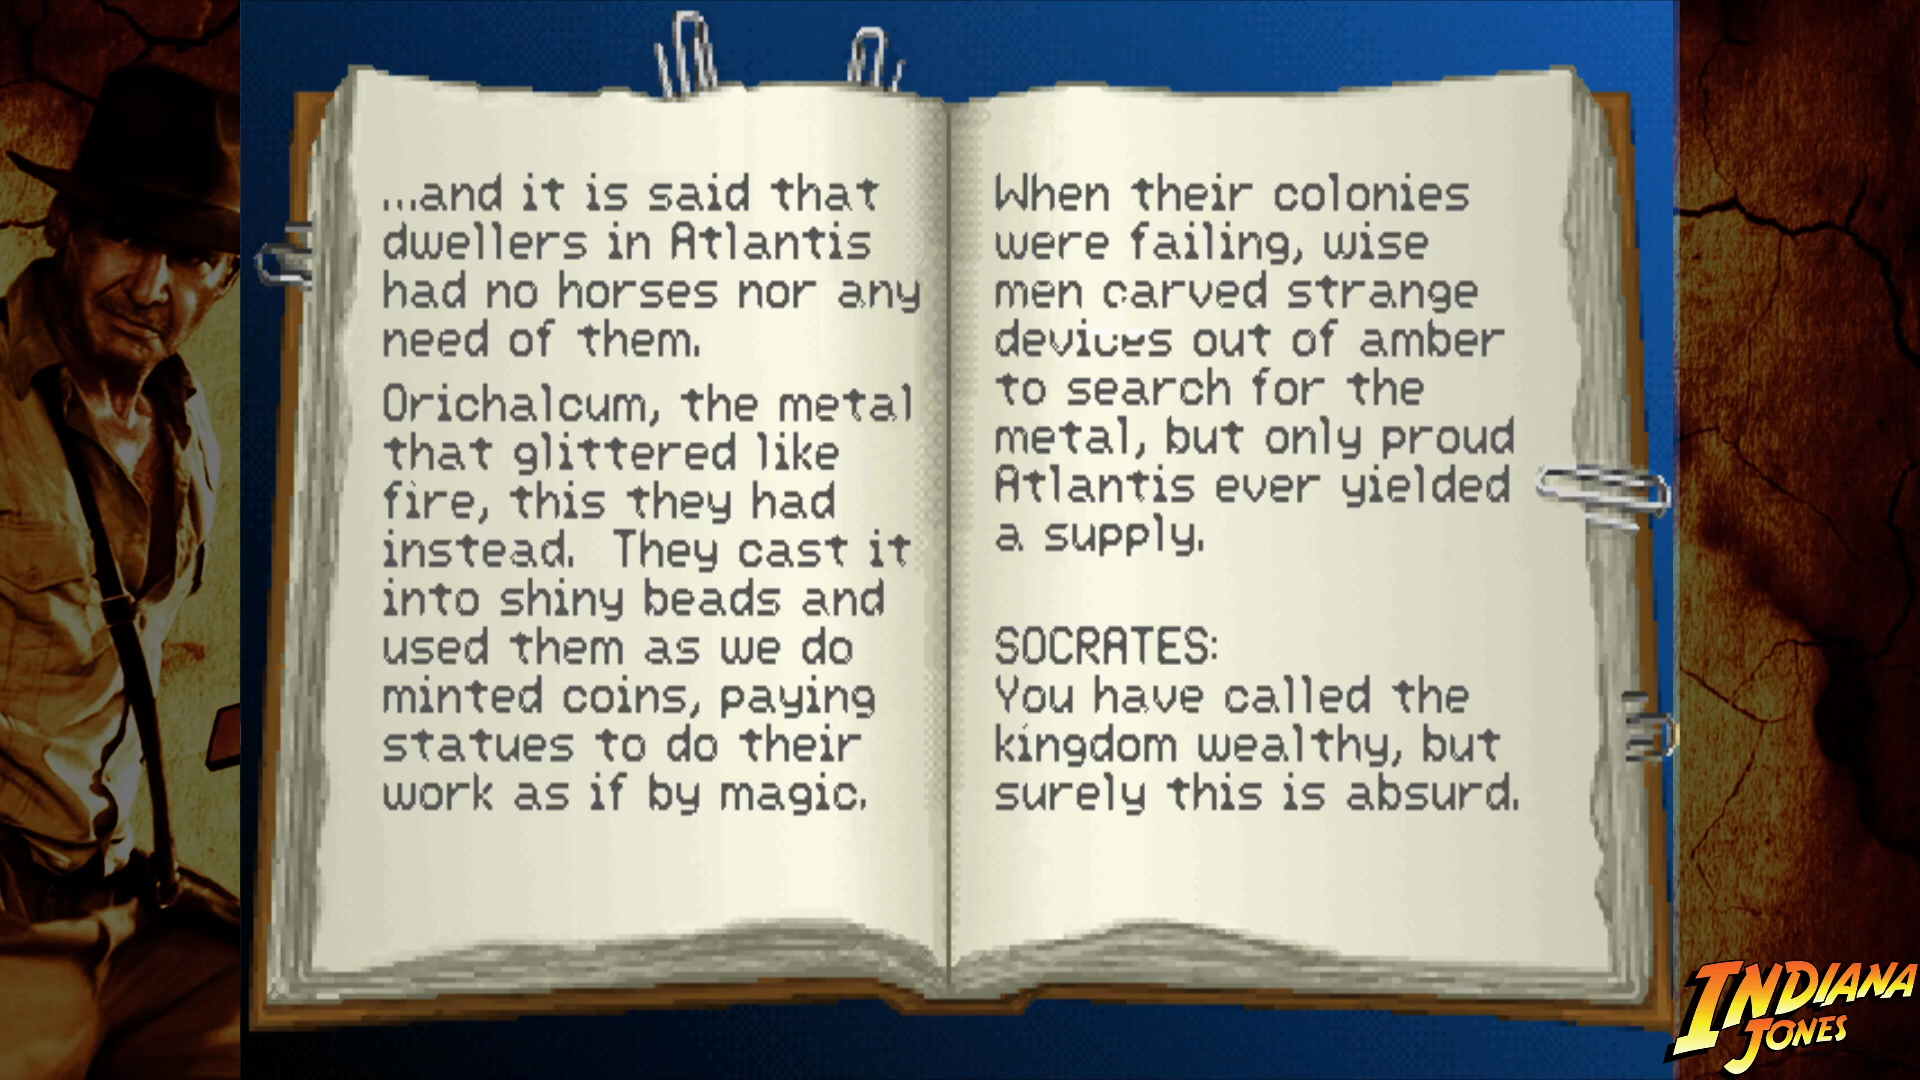 ...and it is said that
dwellers in Atlantis
had no horses nor any
need of them.
Orichalcum, the metal
that glittered like
fire, this they had
instead.  They cast it
into shiny beads and
used them as we do
minted coins, paying
statues to do their
work as if by magic.
When their colonies
were failing, wise
men carved strange
devices out of amber
to search for the
metal, but only proud
Atlantis ever yielded
a supply.
SOCRATES:
You have called the
kingdom wealthy, but
surely this is absurd.
INDIANA
JONES